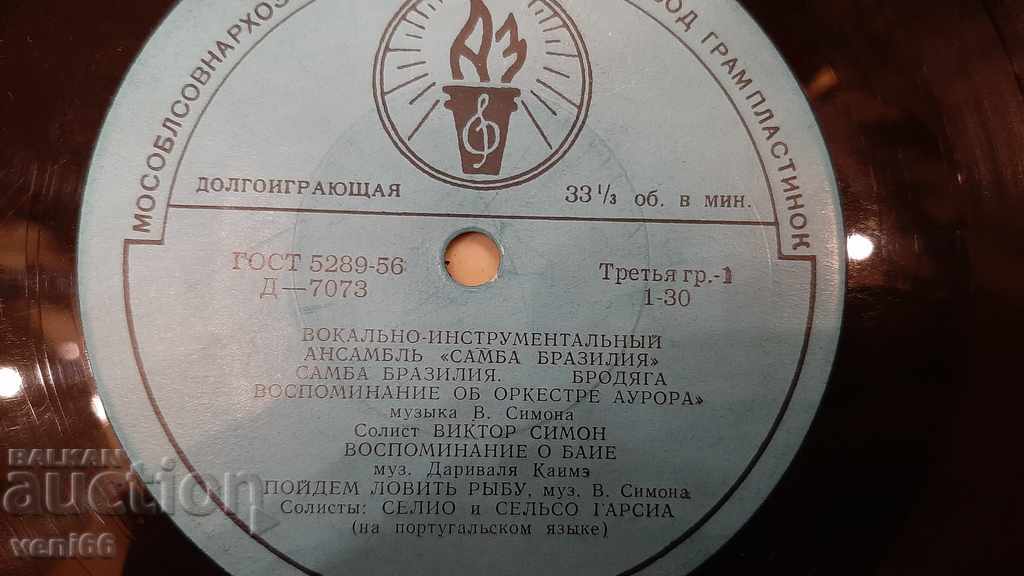 МОСОБЛСОВНАРХОЗ
ВОД ГРАМПЛАСТИНОК
АЗ
ДОЛГОИГРАЮЩАЯ 33 1/3 об. в мин.
ГОСТ 5289-56 Третья гр.-1
Д—7073 1-30
ВОКАЛЬНО-ИНСТРУМЕНТАЛЬНЫЙ
АНСАМБЛЬ «САМБА БРАЗИЛИЯ»
САМБА БРАЗИЛИЯ. БРОДЯГА
ВОСПОМИНАНИЕ ОБ ОРКЕСТРЕ АУРОРА»
музыка В. Симона
Солист ВИКТОР СИМОН
ВОСПОМИНАНИЕ О БАИЕ
муз. Дариваля Каимэ
ПОЙДЕМ ЛОВИТЬ РЫБУ, муз. В. Симона
Солисты: СЕЛИО и СЕЛЬСО ГАРСИА
(на португальском языке)
BALKAN
auction
veni66